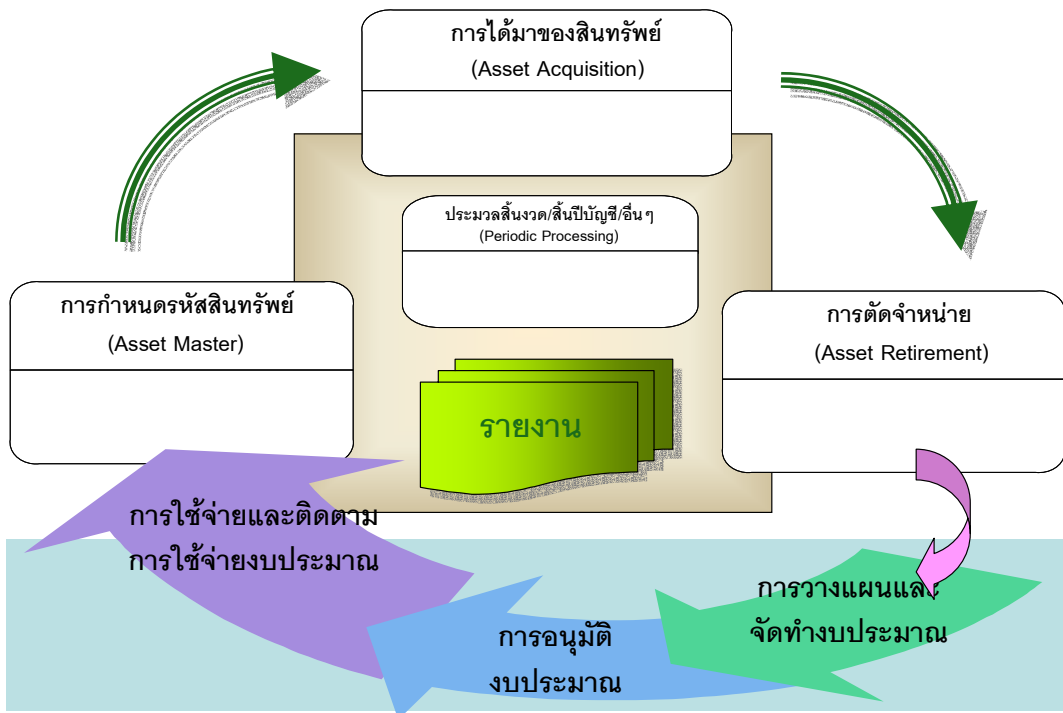 การได้มาของสินทรัพย์
(Asset Acquisition)
ประมวลสิ้นงวด/สิ้นปีบัญชี/อื่น ๆ
(Periodic Processing)
การกำหนดรหัสสินทรัพย์
(Asset Master)
การตัดจำหน่าย
(Asset Retirement)
รายงาน
การใช้จ่ายและติดตาม
การใช้จ่ายงบประมาณ
การวางแผนและ
จัดทำงบประมาณ
การอนุมัติ
งบประมาณ